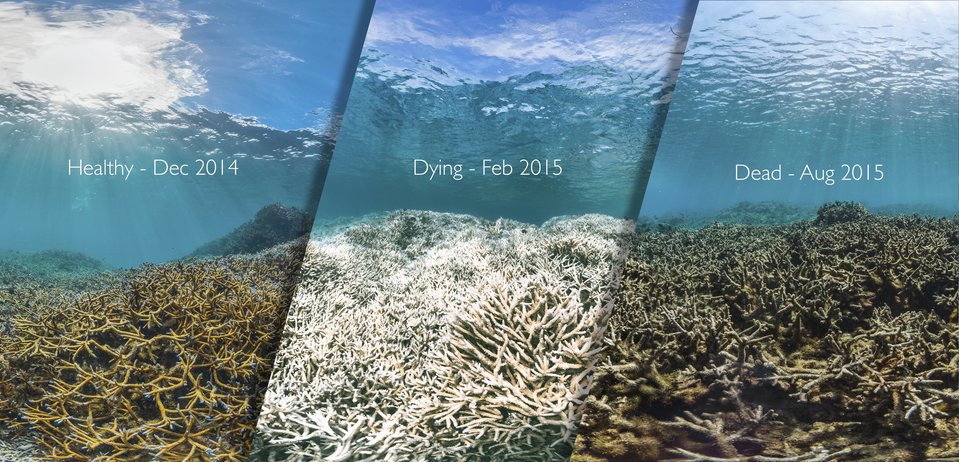 Healthy - Dec 2014
Dying - Feb 2015
Dead - Aug 2015